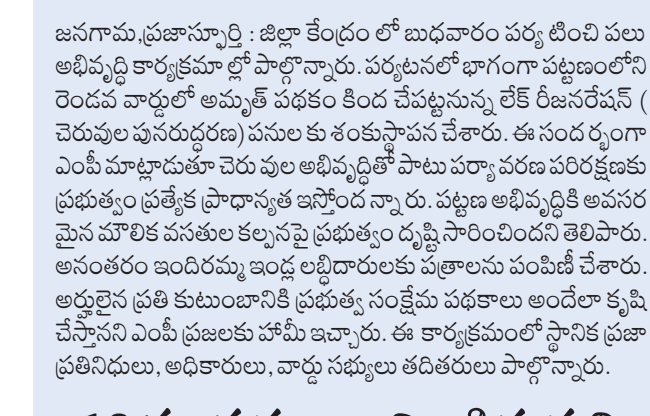 జనగామ,ప్రజాస్ఫూర్తి : జిల్లా కేంద్రం లో బుధవారం పర్య టించి పలు
అభివృద్ధి కార్యక్రమా ల్లో పాల్గొన్నారు. పర్యటనలో భాగంగా పట్టణంలోని
రెండవ వార్డులో అమృత్ పథకం కింద చేపట్టనున్న లేక్ రీజనరేషన్ (
చెరువుల పునరుద్ధరణ) పనుల కు శంకుస్థాపన చేశారు. ఈ సంద ర్భంగా
ఎంపీ మాట్లాడుతూ చెరు వుల అభివృద్ధితో పాటు పర్యా వరణ పరిరక్షణకు
ప్రభుత్వం ప్రత్యేక ప్రాధాన్యత ఇస్తోంద న్నా రు. పట్టణ అభివృద్ధికి అవసర
మైన మౌలిక వసతుల కల్పనపై ప్రభుత్వం దృష్టి సారించిందని తెలిపారు.
అనంతరం ఇందిరమ్మ ఇండ్ల లబ్ధిదారులకు పత్రాలను పంపిణీ చేశారు.
అర్హులైన ప్రతి కుటుంబానికి ప్రభుత్వ సంక్షేమ పథకాలు అందేలా కృషి
చేస్తానని ఎంపీ ప్రజలకు హామీ ఇచ్చారు. ఈ కార్యక్రమంలో స్థానిక ప్రజా
ప్రతినిధులు, అధికారులు, వార్డు సభ్యులు తదితరులు పాల్గొన్నారు.